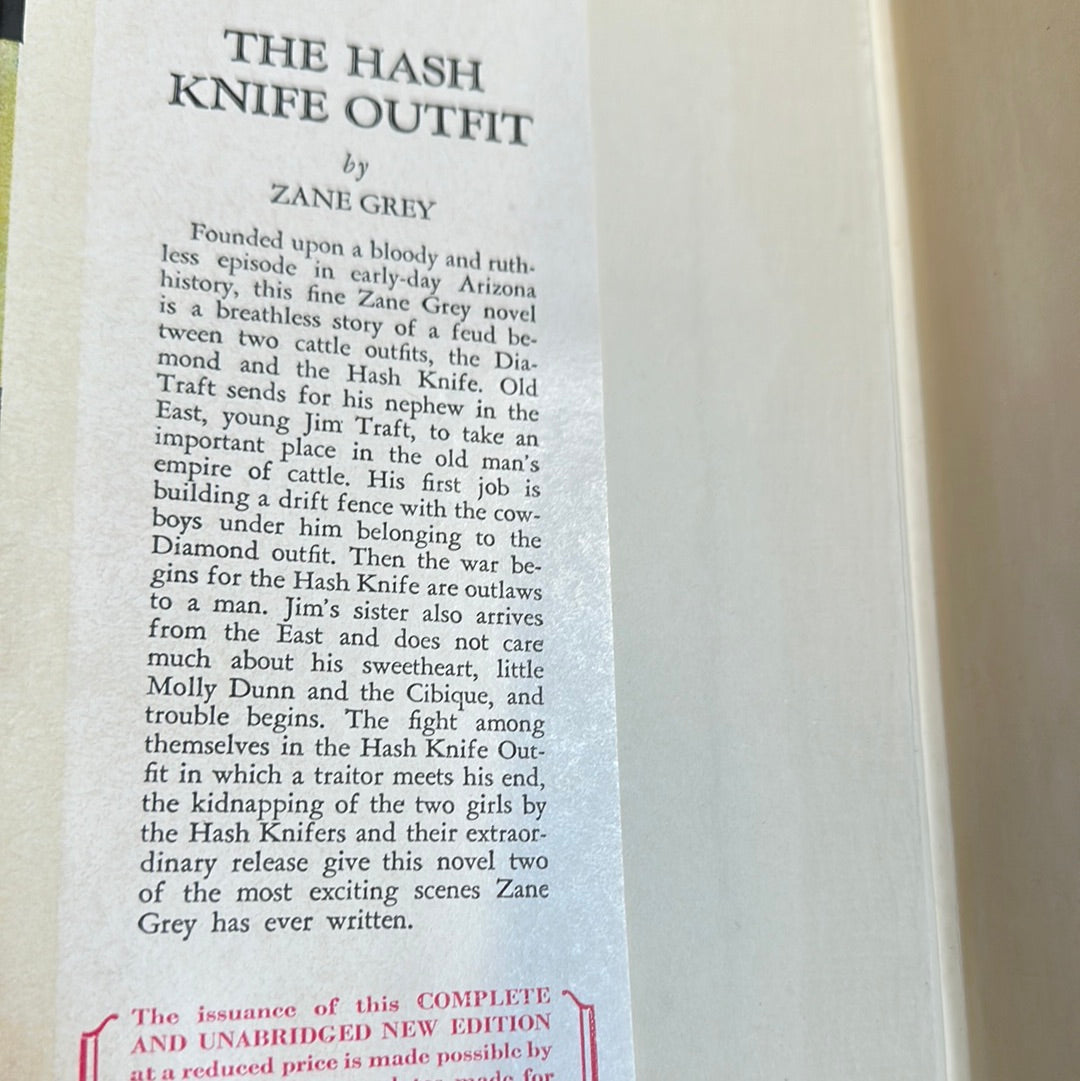 THE HASH
KNIFE OUTFIT
by
ZANE GREY
Founded upon a bloody and ruth-
less episode in early-day Arizona
history, this fine Zane Grey novel
is a breathless story of a feud be-
tween two cattle outfits, the Dia-
mond and the Hash Knife. Old
Traft sends for his nephew in the
East, young Jim Traft, to take an
important place in the old man's
empire of cattle. His first job is
building a drift fence with the cow-
boys under him belonging to the
Diamond outfit. Then the war be-
gins for the Hash Knife are outlaws
to a man. Jim's sister also arrives
from the East and does not care
much about his sweetheart, little
Molly Dunn and the Cibique, and
trouble begins. The fight among
themselves in the Hash Knife Out-
fit in which a traitor meets his end,
the kidnapping of the two girls by
the Hash Knifers and their extraor-
dinary release give this novel two
of the most exciting scenes Zane
Grey has ever written.
The issuance of this COMPLETE
AND UNABRIDGED NEW EDITION
at a reduced price is made possible by
made for